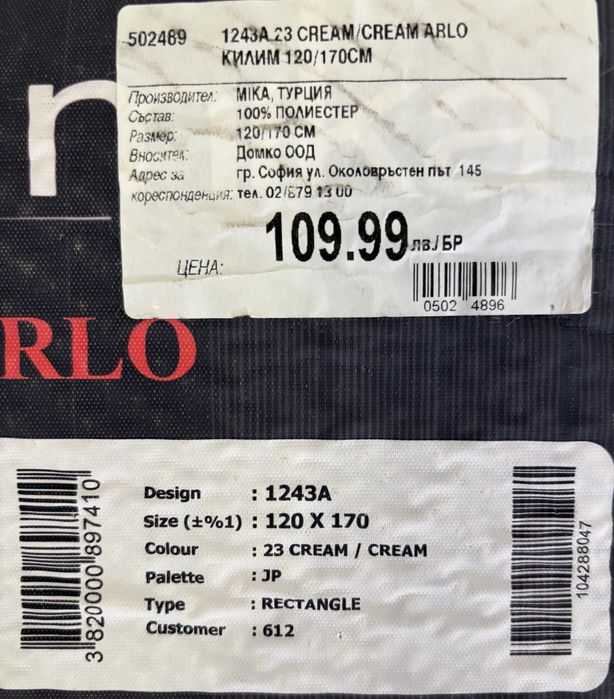 502489 1243A 23 CREAM/CREAM ARLO
КИЛИМ 120/170СМ
Производител: MIKA, ТУРЦИЯ
Състав: 100% ПОЛИЕСТЕР
Размер: 120/170 СМ
Вносител: Домко ООД
Адрес за гр. София ул. Околовръстен път 145
кореспонденция: тел. 02/879 13 00
ЦЕНА: 109.99 лв./БР
0502 4896
RLO
Design : 1243A
Size (±%1) : 120 X 170
Colour : 23 CREAM / CREAM
Palette : JP
Type : RECTANGLE
Customer : 612
3 820000 897410
104288047